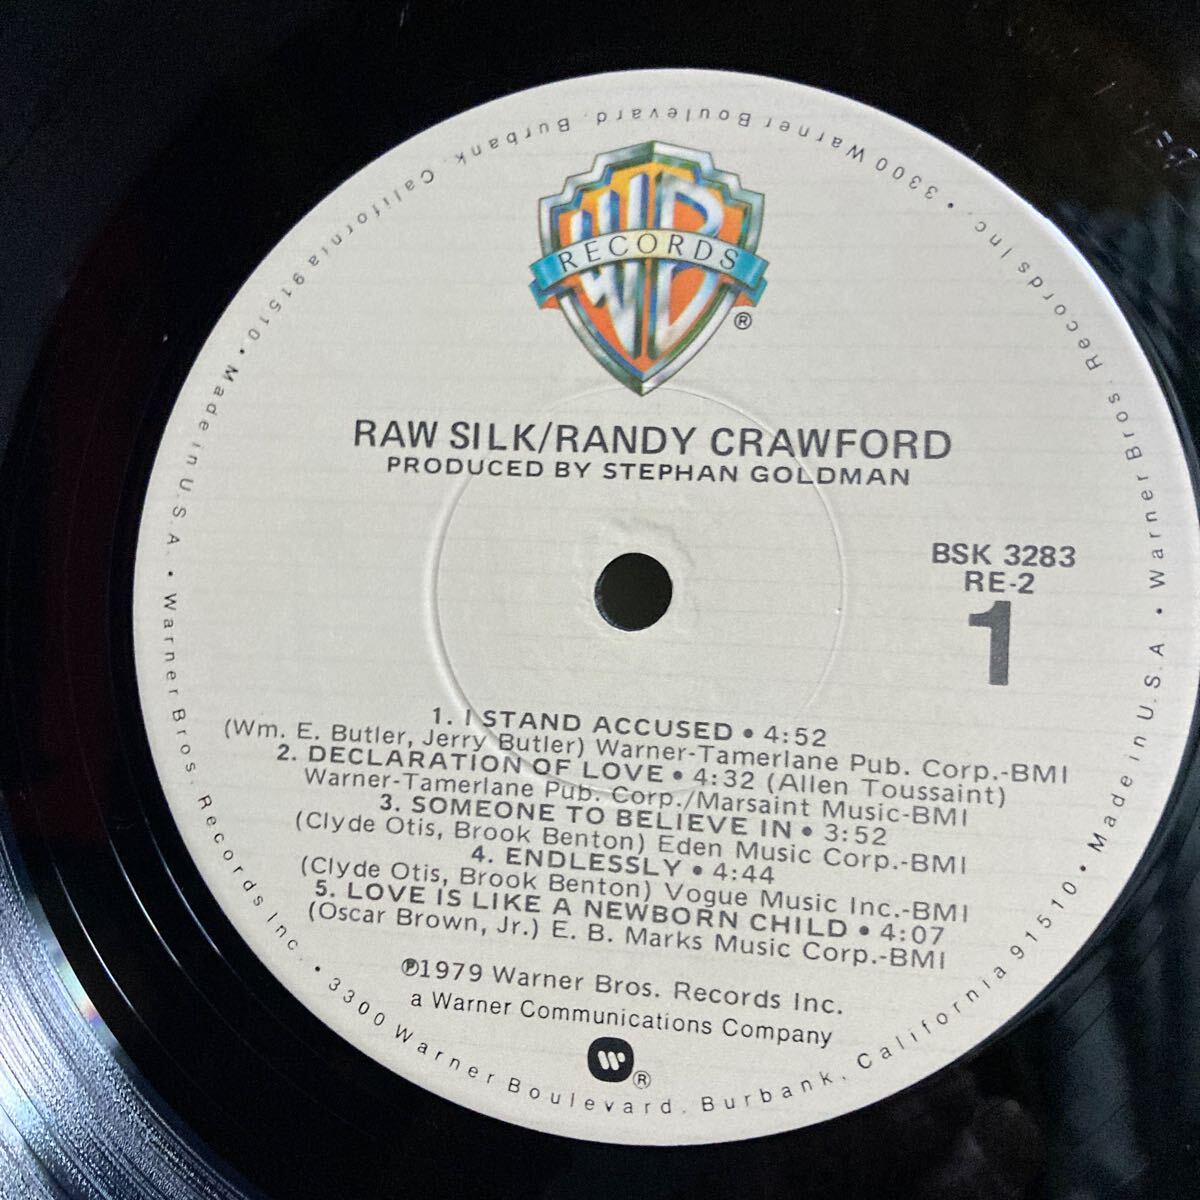 WB
RECORDS
®
RAW SILK/RANDY CRAWFORD
PRODUCED BY STEPHAN GOLDMAN
BSK 3283
RE-2
1
1. I STAND ACCUSED • 4:52
(Wm. E. Butler, Jerry Butler) Warner-Tamerlane Pub. Corp.-BMI
2. DECLARATION OF LOVE • 4:32 (Allen Toussaint)
Warner-Tamerlane Pub. Corp./Marsaint Music-BMI
3. SOMEONE TO BELIEVE IN • 3:52
(Clyde Otis, Brook Benton) Eden Music Corp.-BMI
4. ENDLESSLY • 4:44
(Clyde Otis, Brook Benton) Vogue Music Inc.-BMI
5. LOVE IS LIKE A NEWBORN CHILD • 4:07
(Oscar Brown, Jr.) E. B. Marks Music Corp.-BMI
℗1979 Warner Bros. Records Inc.
a Warner Communications Company
®
Warner Bros. Records Inc. • 3300 Warner Boulevard, Burbank, California 91510 • Made in U.S.A. • Warner Bros. Records Inc. • 3300 Warner Boulevard, Burbank, California 91510 • Made in U.S.A. •